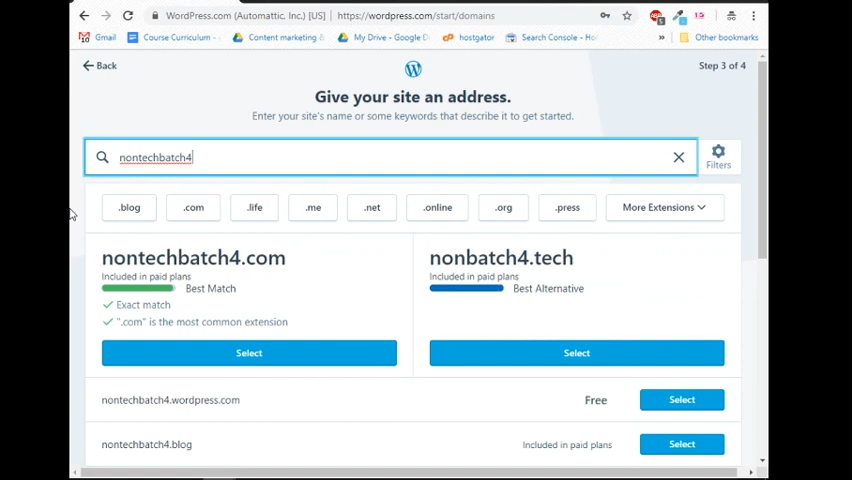 WordPress.com (Automattic, Inc.) [US] | https://wordpress.com/start/domains
Gmail
10
Course Curriculum -
Content marketing &
My Drive - Google D
hostgator
Search Console - Ho
»
Other bookmarks
Back
Step 3 of 4
Give your site an address.
Enter your site's name or some keywords that describe it to get started.
nontechbatch4
Filters
.blog
.com
.life
.me
.net
.online
.org
.press
More Extensions
nontechbatch4.com
Included in paid plans
Best Match
Exact match
".com" is the most common extension
Select
nonbatch4.tech
Included in paid plans
Best Alternative
Select
nontechbatch4.wordpress.com
Free
Select
nontechbatch4.blog
Included in paid plans
Select